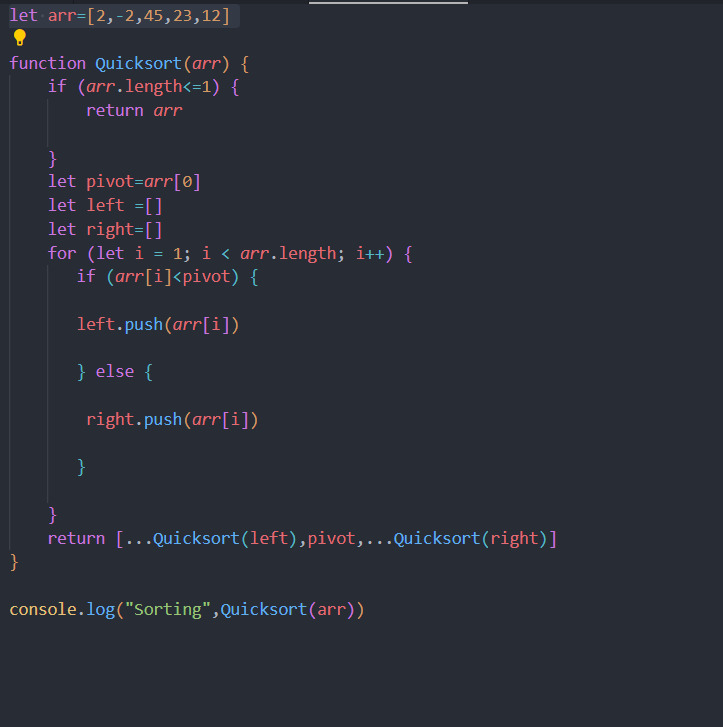 let arr=[2,-2,45,23,12]
function Quicksort(arr) {
    if (arr.length<=1) {
        return arr
    }
    let pivot=arr[0]
    let left =[]
    let right=[]
    for (let i = 1; i < arr.length; i++) {
       if (arr[i]<pivot) {
       left.push(arr[i])
       } else {
        right.push(arr[i])
       }
    }
    return [...Quicksort(left),pivot,...Quicksort(right)]
}
console.log("Sorting",Quicksort(arr))